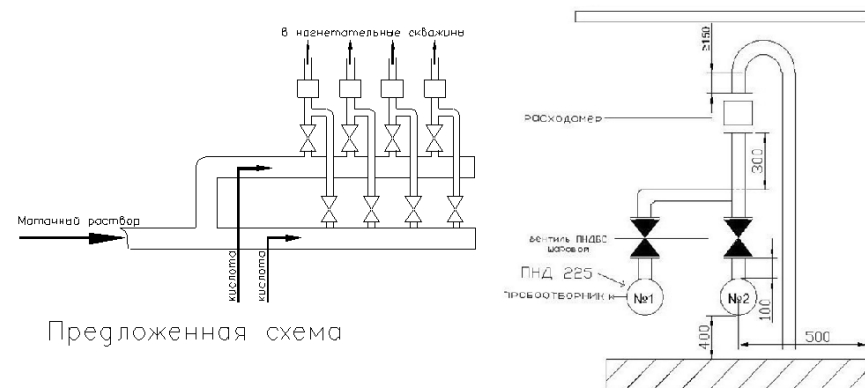 в нагнетательные скважины
Маточный раствор
кислота
кислота
Предложенная схема
≥150
расходомер
300
вентиль ПНД65
шаровой
ПНД 225
ПРОБООТБОРНИК
№1
№2
100
400
500